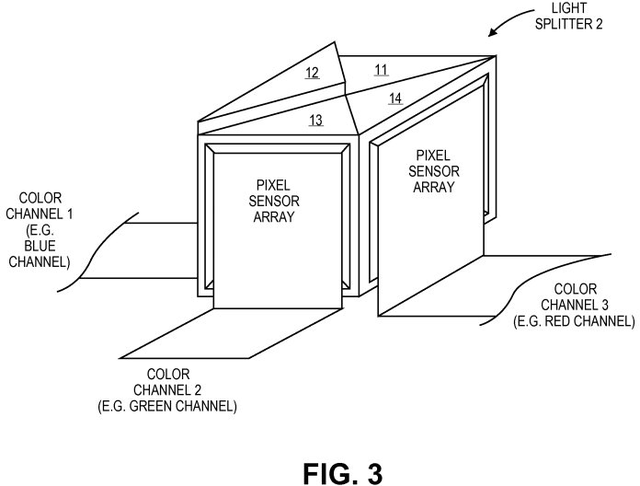 LIGHT
SPLITTER 2
11
12
14
13
PIXEL
SENSOR
ARRAY
PIXEL
SENSOR
ARRAY
COLOR
CHANNEL 1
(E.G.
BLUE
CHANNEL)
COLOR
CHANNEL 3
(E.G. RED CHANNEL)
COLOR
CHANNEL 2
(E.G. GREEN CHANNEL)
FIG. 3